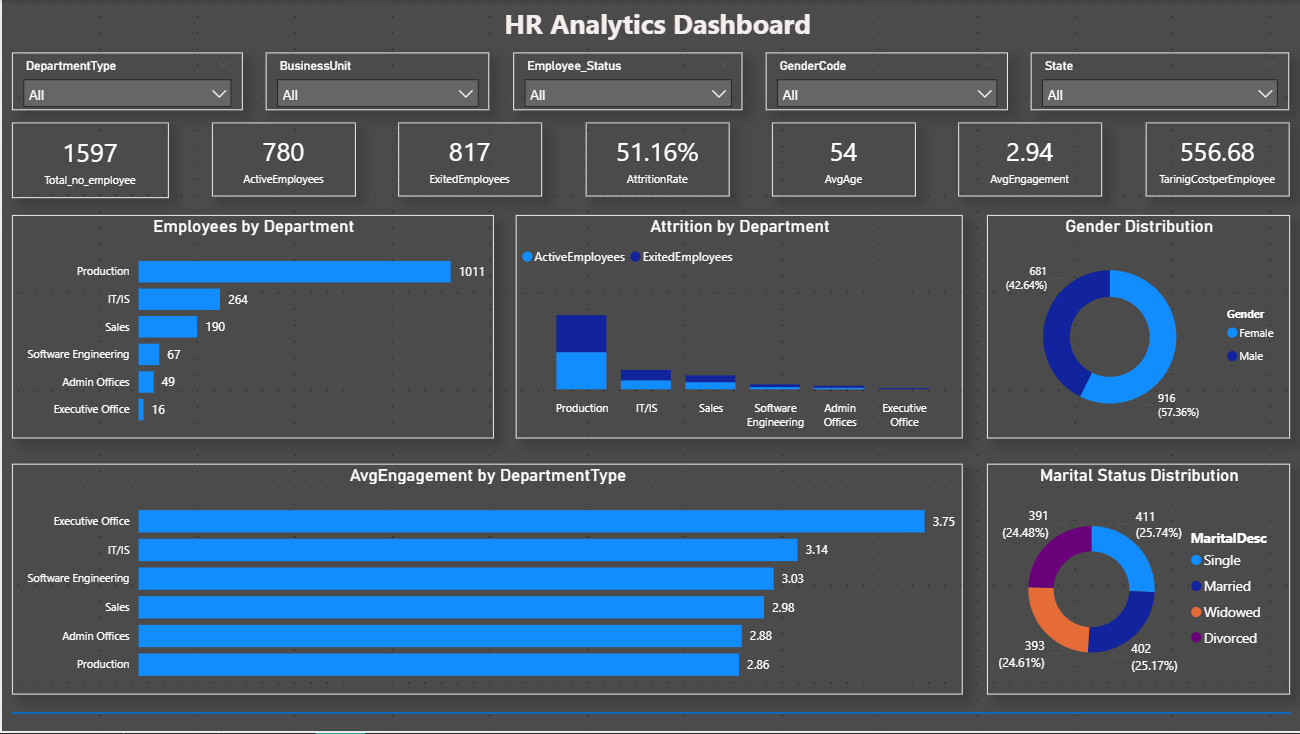 HR Analytics Dashboard
DepartmentType
All
BusinessUnit
All
Employee_Status
All
GenderCode
All
State
All
1597
Total_no_employee
780
ActiveEmployees
817
ExitedEmployees
51.16%
AttritionRate
54
AvgAge
2.94
AvgEngagement
556.68
TarinigCostperEmployee
Employees by Department
Production 1011
IT/IS 264
Sales 190
Software Engineering 67
Admin Offices 49
Executive Office 16
Attrition by Department
ActiveEmployees ExitedEmployees
Production
IT/IS
Sales
Software
Engineering
Admin
Offices
Executive
Office
Gender Distribution
681
(42.64%)
916
(57.36%)
Gender
Female
Male
AvgEngagement by DepartmentType
Executive Office 3.75
IT/IS 3.14
Software Engineering 3.03
Sales 2.98
Admin Offices 2.88
Production 2.86
Marital Status Distribution
391
(24.48%)
411
(25.74%)
393
(24.61%)
402
(25.17%)
MaritalDesc
Single
Married
Widowed
Divorced